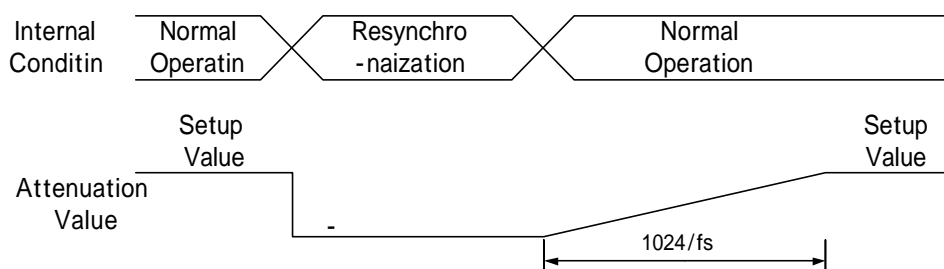 Internal
Conditin
Normal
Operatin
Resynchro
-naization
Normal
Operation
Setup
Value
Setup
Value
Attenuation
Value
-
1024/fs